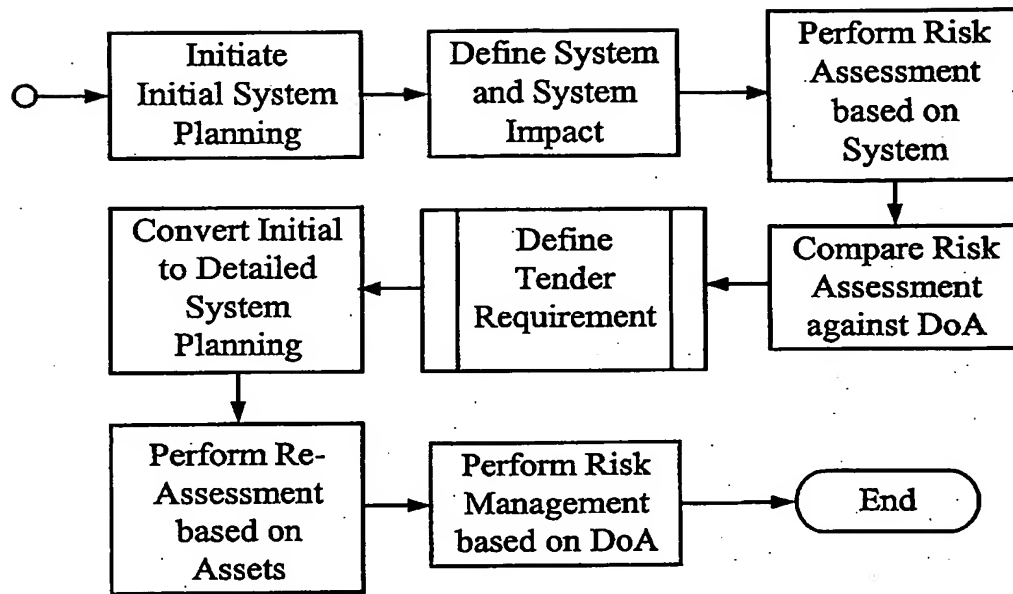 Initiate
Initial System
Planning
Define System
and System
Impact
Perform Risk
Assessment
based on
System
Compare Risk
Assessment
against DoA
Define
Tender
Requirement
Convert Initial
to Detailed
System
Planning
Perform Re-
Assessment
based on
Assets
Perform Risk
Management
based on DoA
End